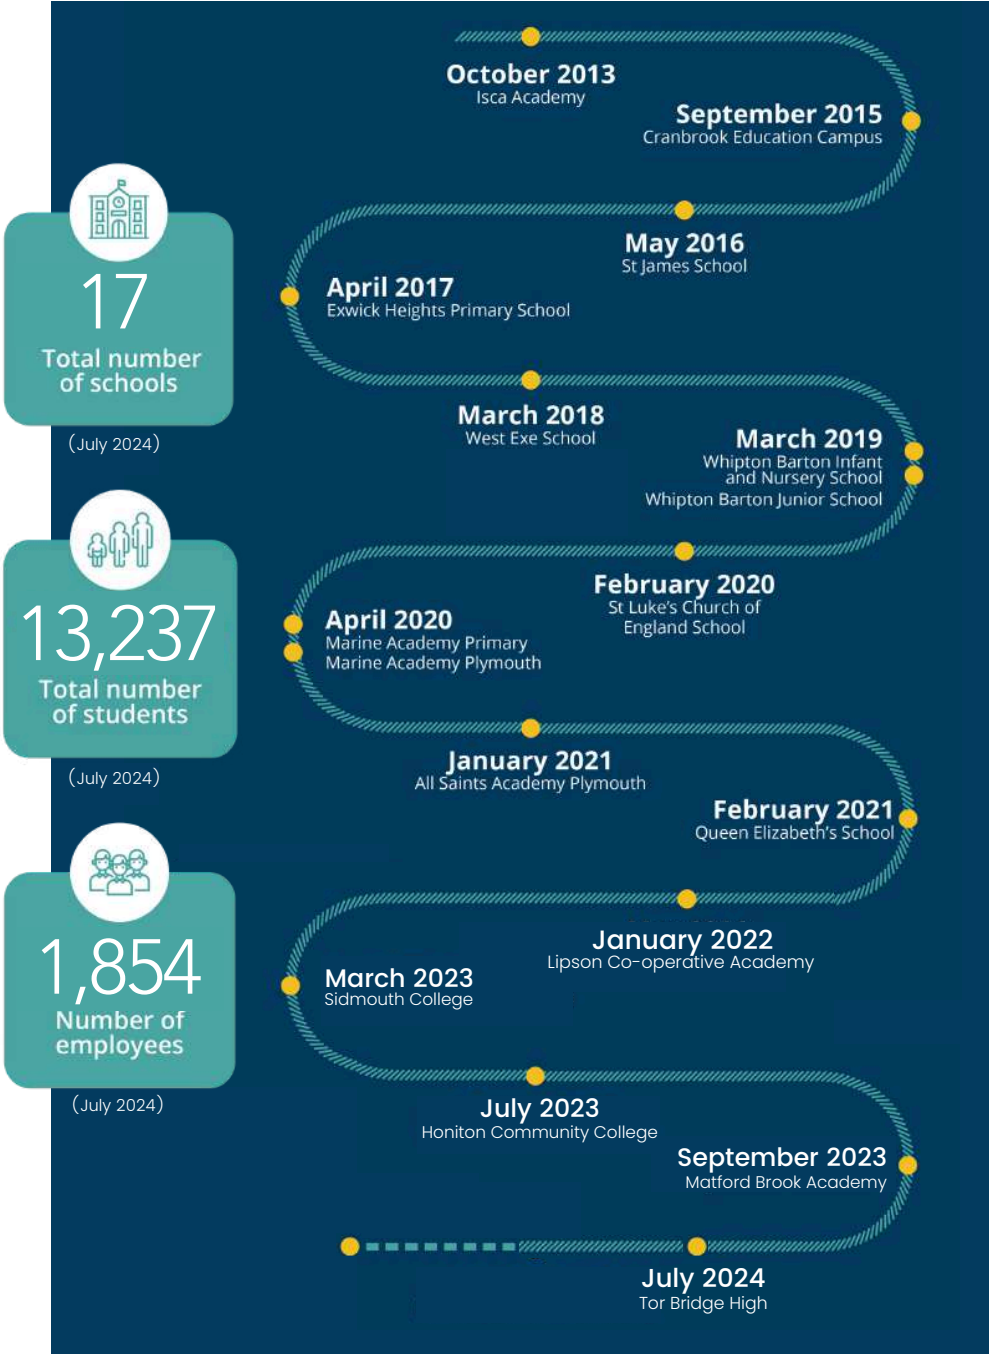 October 2013
Isca Academy
September 2015
Cranbrook Education Campus
May 2016
St James School
April 2017
Exwick Heights Primary School
March 2018
West Exe School
March 2019
Whipton Barton Infant
and Nursery School
Whipton Barton Junior School
February 2020
St Luke's Church of
England School
April 2020
Marine Academy Primary
Marine Academy Plymouth
January 2021
All Saints Academy Plymouth
February 2021
Queen Elizabeth's School
January 2022
Lipson Co-operative Academy
March 2023
Sidmouth College
July 2023
Honiton Community College
September 2023
Matford Brook Academy
July 2024
Tor Bridge High
17
Total number
of schools
(July 2024)
13,237
Total number
of students
(July 2024)
1,854
Number of
employees
(July 2024)